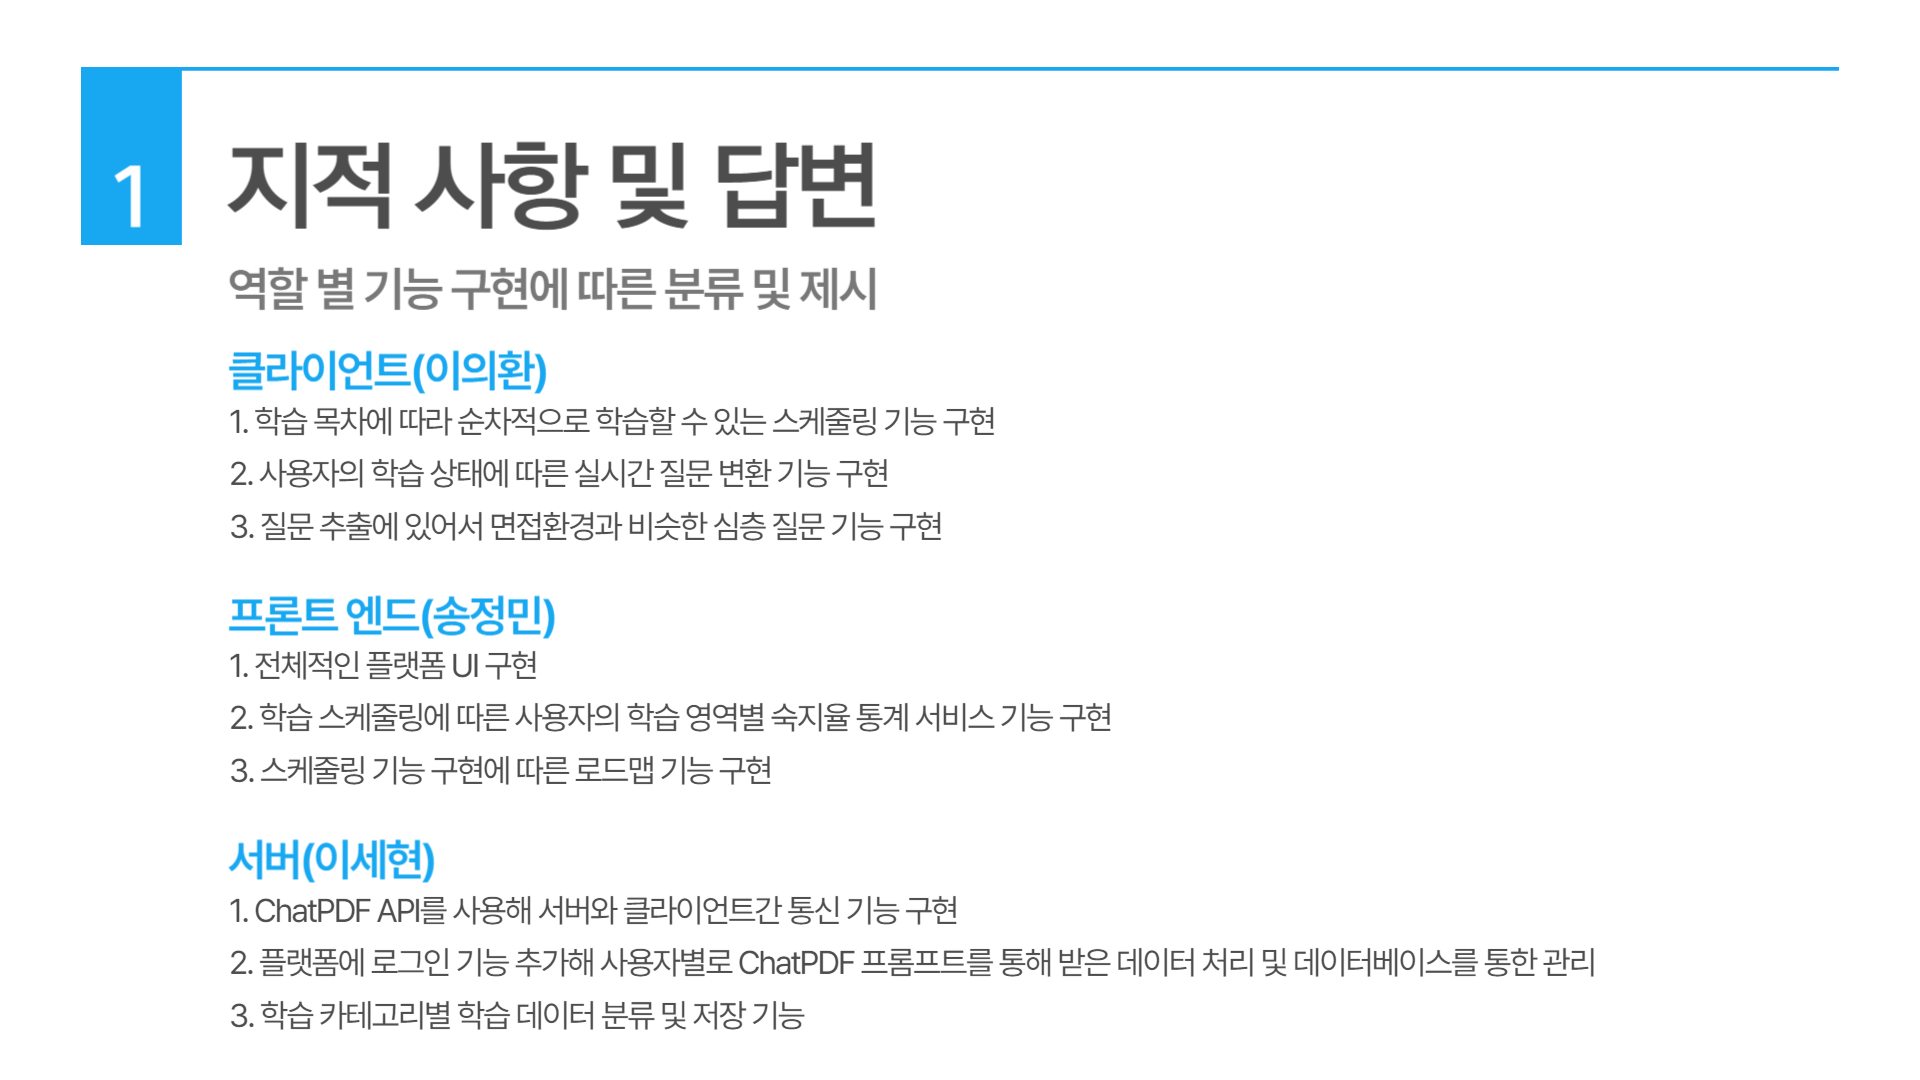 1
지적 사항 및 답변
역할 별 기능 구현에 따른 분류 및 제시
클라이언트(이의환)
1. 학습 목차에 따라 순차적으로 학습할 수 있는 스케줄링 기능 구현
2. 사용자의 학습 상태에 따른 실시간 질문 변환 기능 구현
3. 질문 추출에 있어서 면접환경과 비슷한 심층 질문 기능 구현
프론트 엔드(송정민)
1. 전체적인 플랫폼 UI 구현
2. 학습 스케줄링에 따른 사용자의 학습 영역별 숙지율 통계 서비스 기능 구현
3. 스케줄링 기능 구현에 따른 로드맵 기능 구현
서버(이세현)
1. ChatPDF API를 사용해 서버와 클라이언트간 통신 기능 구현
2. 플랫폼에 로그인 기능 추가해 사용자별로 ChatPDF 프롬프트를 통해 받은 데이터 처리 및 데이터베이스를 통한 관리
3. 학습 카테고리별 학습 데이터 분류 및 저장 기능